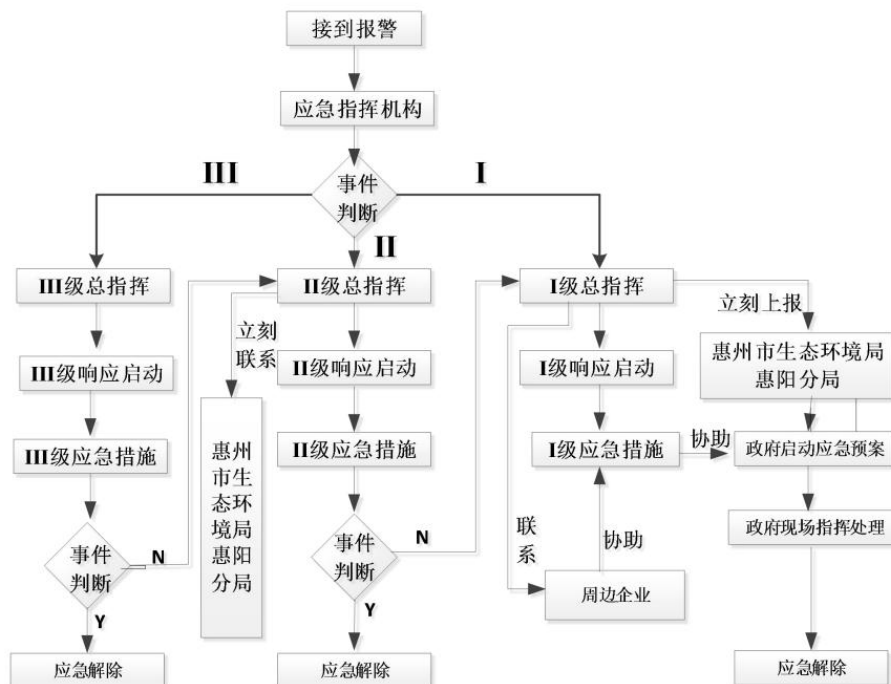 接到报警
应急指挥机构
III
I
事件
判断
II
III级总指挥
II级总指挥
I级总指挥
立刻
联系
立刻上报
III级响应启动
II级响应启动
I级响应启动
惠州市生态环境局
惠阳分局
III级应急措施
惠州
市生
态环
境局
惠阳
分局
II级应急措施
I级应急措施
协助
政府启动应急预案
事件
判断
N
事件
判断
N
联
系
协助
政府现场指挥处理
周边企业
Y
Y
应急解除
应急解除
应急解除